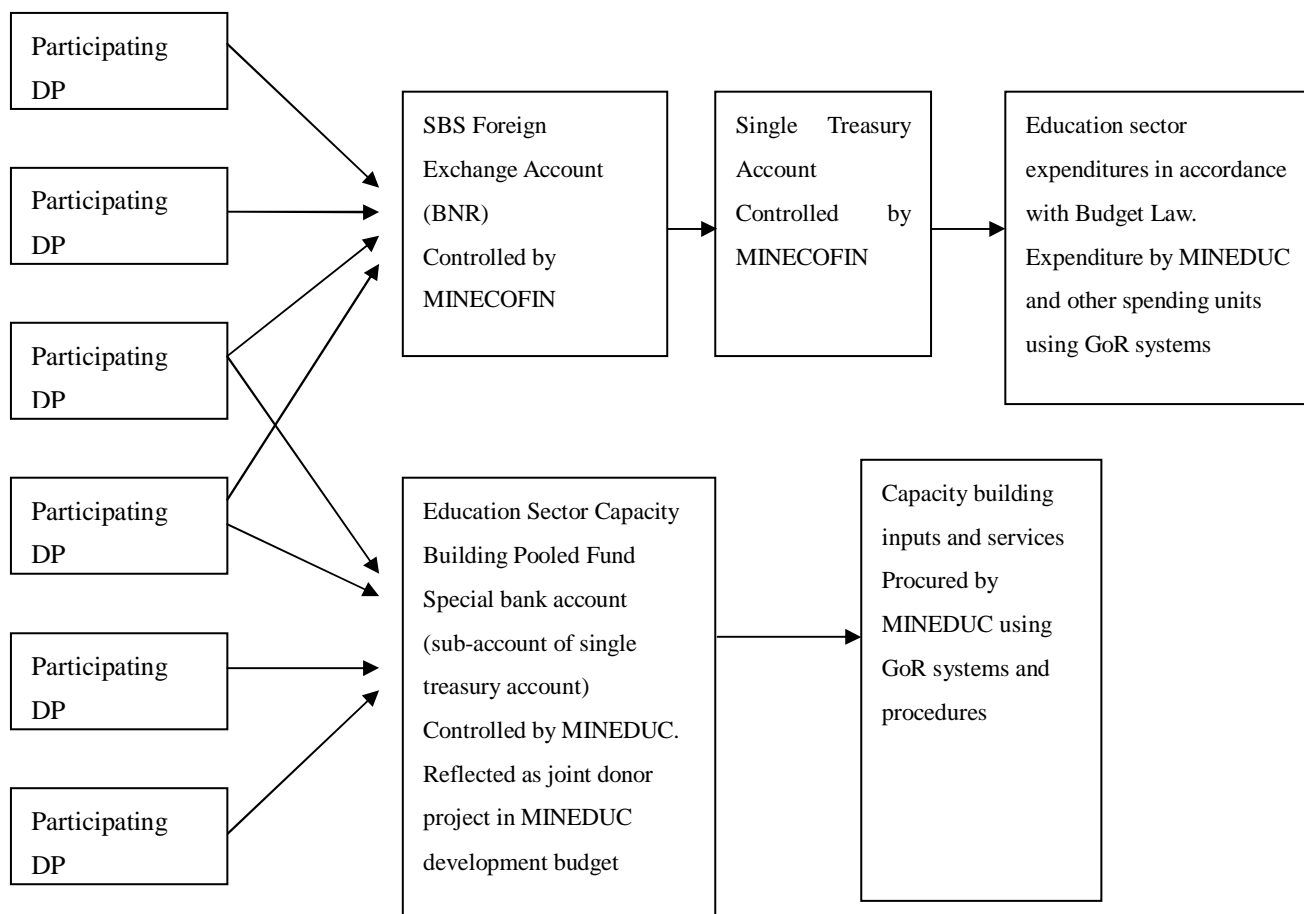 Participating
DP
Participating
DP
Participating
DP
Participating
DP
Participating
DP
Participating
DP
SBS Foreign
Exchange Account
(BNR)
Controlled by
MINECOFIN
Single Treasury
Account
Controlled by
MINECOFIN
Education sector
expenditures in accordance
with Budget Law.
Expenditure by MINEDUC
and other spending units
using GoR systems
Education Sector Capacity
Building Pooled Fund
Special bank account
(sub-account of single
treasury account)
Controlled by MINEDUC.
Reflected as joint donor
project in MINEDUC
development budget
Capacity building
inputs and services
Procured by
MINEDUC using
GoR systems and
procedures